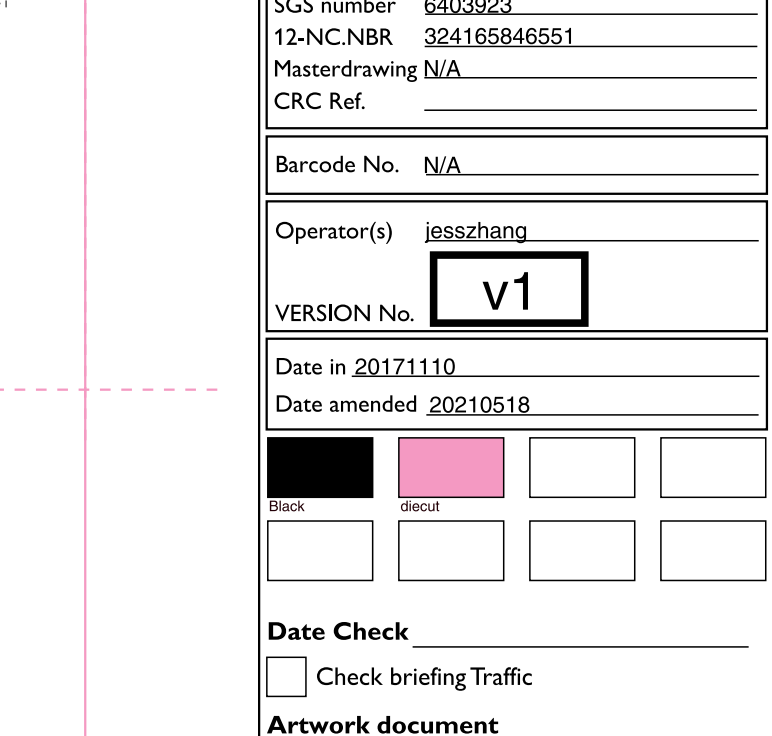 SGS number 6403923
12-NC.NBR 324165846551
Masterdrawing N/A
CRC Ref.
Barcode No. N/A
Operator(s) jesszhang
VERSION No. v1
Date in 20171110
Date amended 20210518
Black diecut
Date Check
Check briefing Traffic
Artwork document